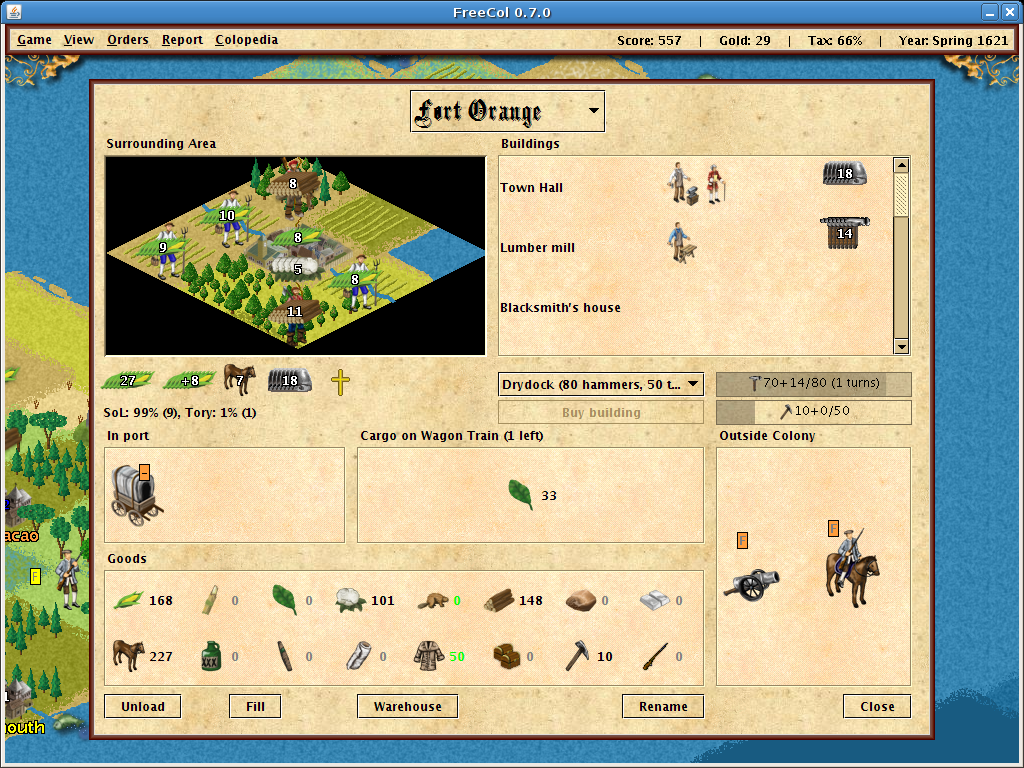 FreeCol 0.7.0
Game View Orders Report Colopedia Score: 557 | Gold: 29 | Tax: 66% | Year: Spring 1621
Fort Orange
Surrounding Area
Buildings
8
10
9
8
5
8
11
Town Hall
18
Lumber mill
14
Blacksmith's house
27 +8 7 18
Drydock (80 hammers, 50 t...
70+14/80 (1 turns)
SoL: 99% (9), Tory: 1% (1)
Buy building
10+0/50
In port
Cargo on Wagon Train (1 left)
Outside Colony
-
33
F
F
acao
F
Goods
168 0 0 101 0 148 0 0
XXX
227 0 0 0 50 0 10 0
Unload Fill Warehouse Rename Close
outh